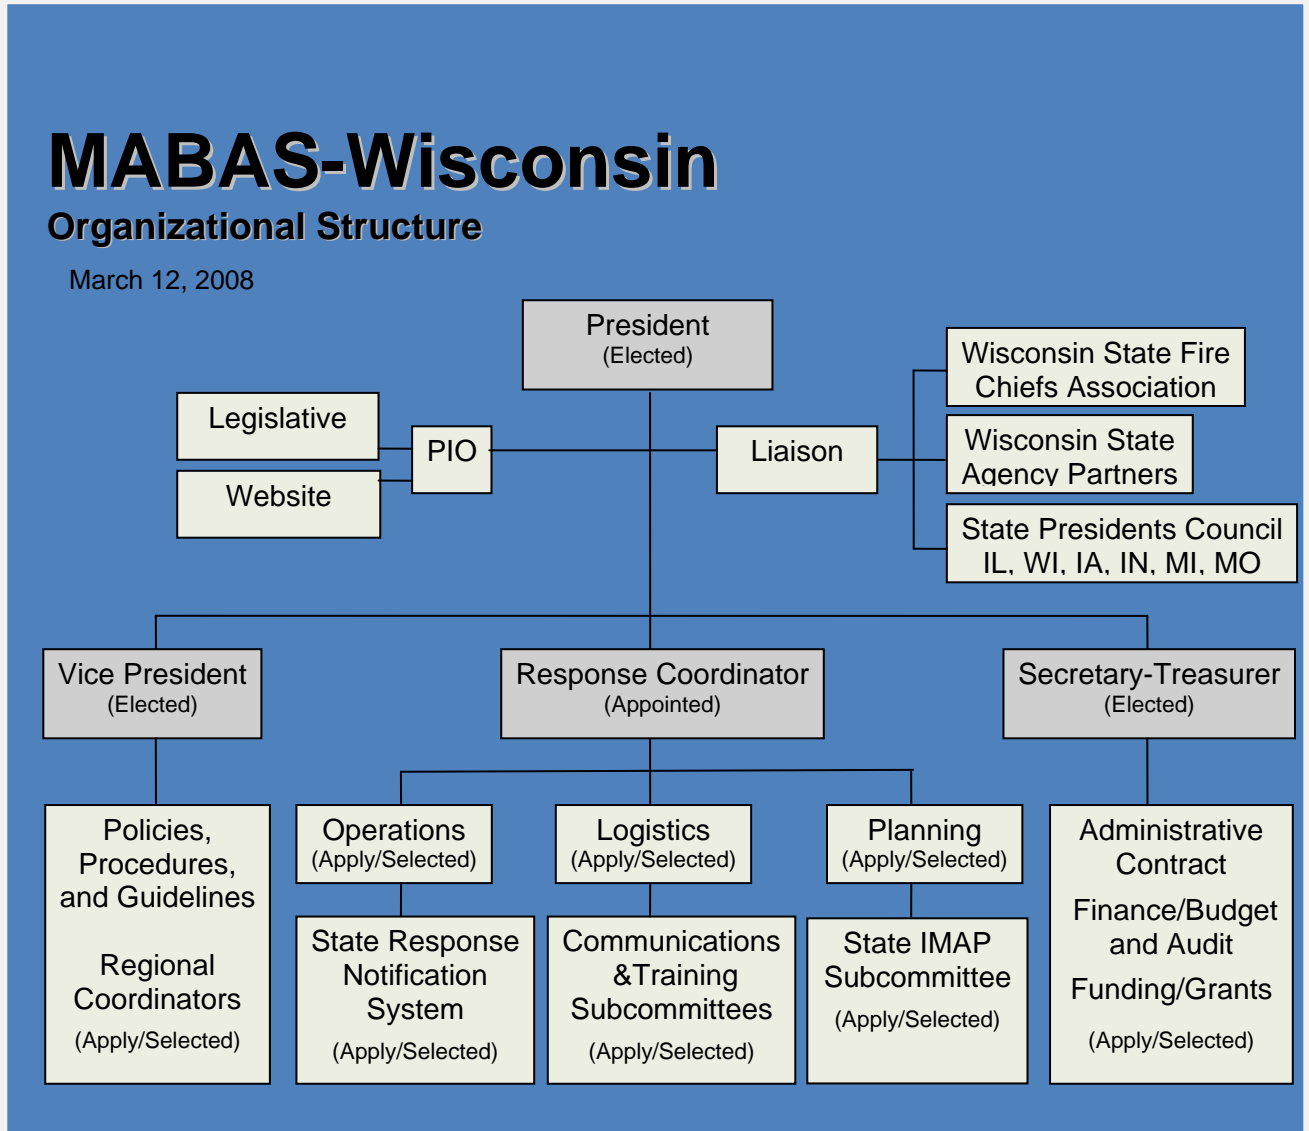 MABAS-Wisconsin
Organizational Structure
March 12, 2008
President
(Elected)
Wisconsin State Fire
Chiefs Association
Legislative
PIO
Liaison
Wisconsin State
Agency Partners
Website
State Presidents Council
IL, WI, IA, IN, MI, MO
Vice President
(Elected)
Response Coordinator
(Appointed)
Secretary-Treasurer
(Elected)
Policies,
Procedures,
and Guidelines
Regional
Coordinators
(Apply/Selected)
Operations
(Apply/Selected)
State Response
Notification
System
(Apply/Selected)
Logistics
(Apply/Selected)
Communications
&Training
Subcommittees
(Apply/Selected)
Planning
(Apply/Selected)
State IMAP
Subcommittee
(Apply/Selected)
Administrative
Contract
Finance/Budget
and Audit
Funding/Grants
(Apply/Selected)